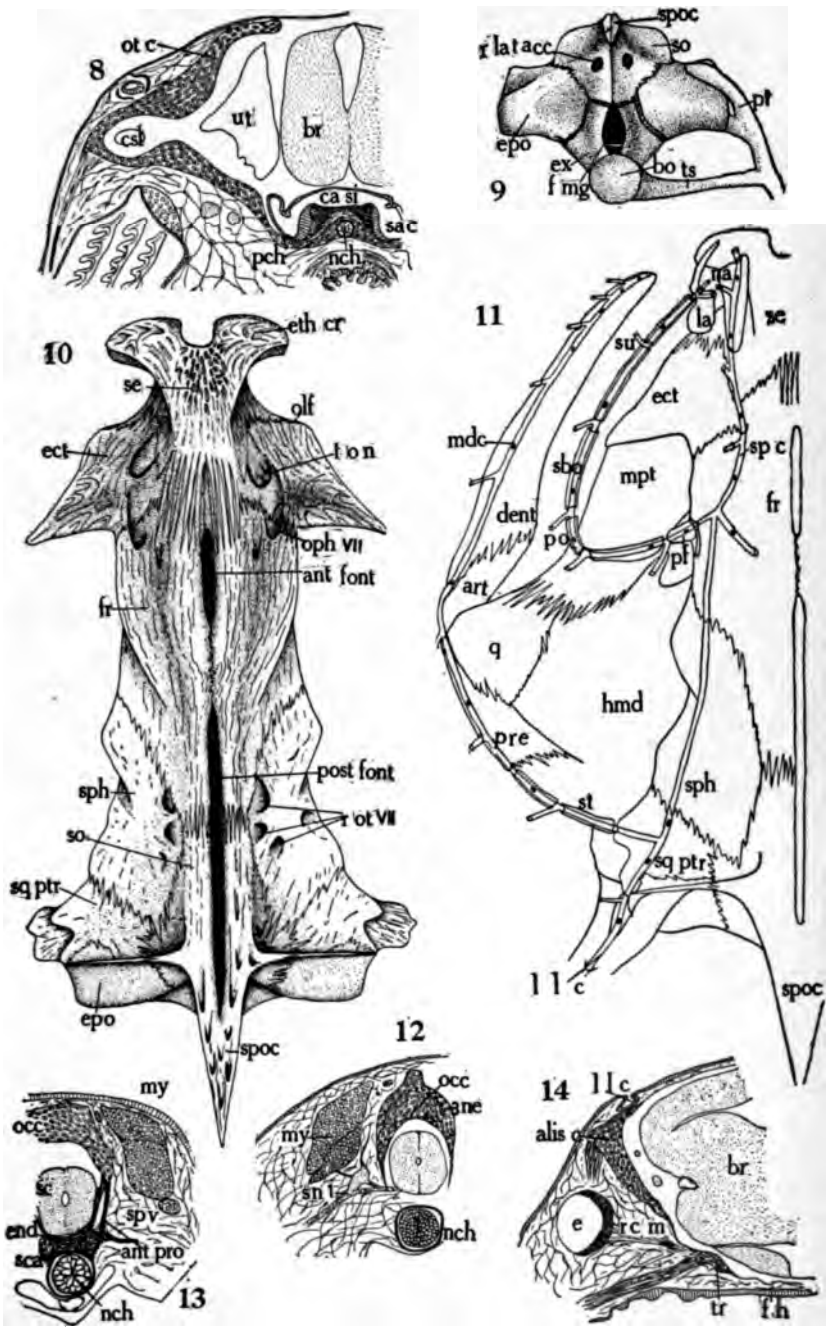 8
ot c
csl
ut
br
ca si
sac
pch
nch
spoc
r lat acc
so
pt
epo
ex
f mg
bo ts
9
10
eth cr
se
olf
ect
f o n
oph VII
ant font
fr
sph
post font
r ot VII
so
sq ptr
epo
spoc
11
na
la
se
su
ect
mdc
sp c
sbo
mpt
fr
dent
po
pf
art
q
hmd
pre
sph
st
sq ptr
l l c
spoc
12
my
occ
ane
sn 1
nch
my
occ
sc
sp v
end
ant pro
sca
nch
13
14
l l c
alis c
br
e
r c m
tr
f h